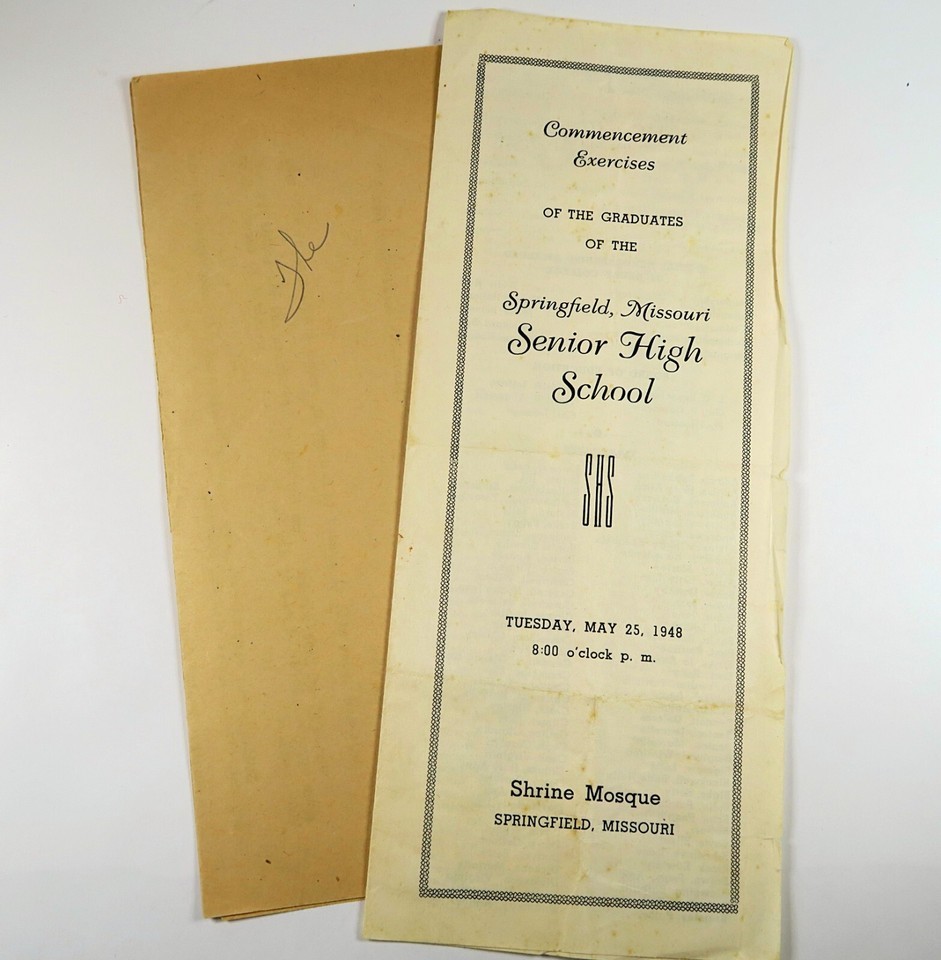 The
Commencement
Exercises
OF THE GRADUATES
OF THE
Springfield, Missouri
Senior High
School
SHS
TUESDAY, MAY 25, 1948
8:00 o'clock p. m.
Shrine Mosque
SPRINGFIELD, MISSOURI